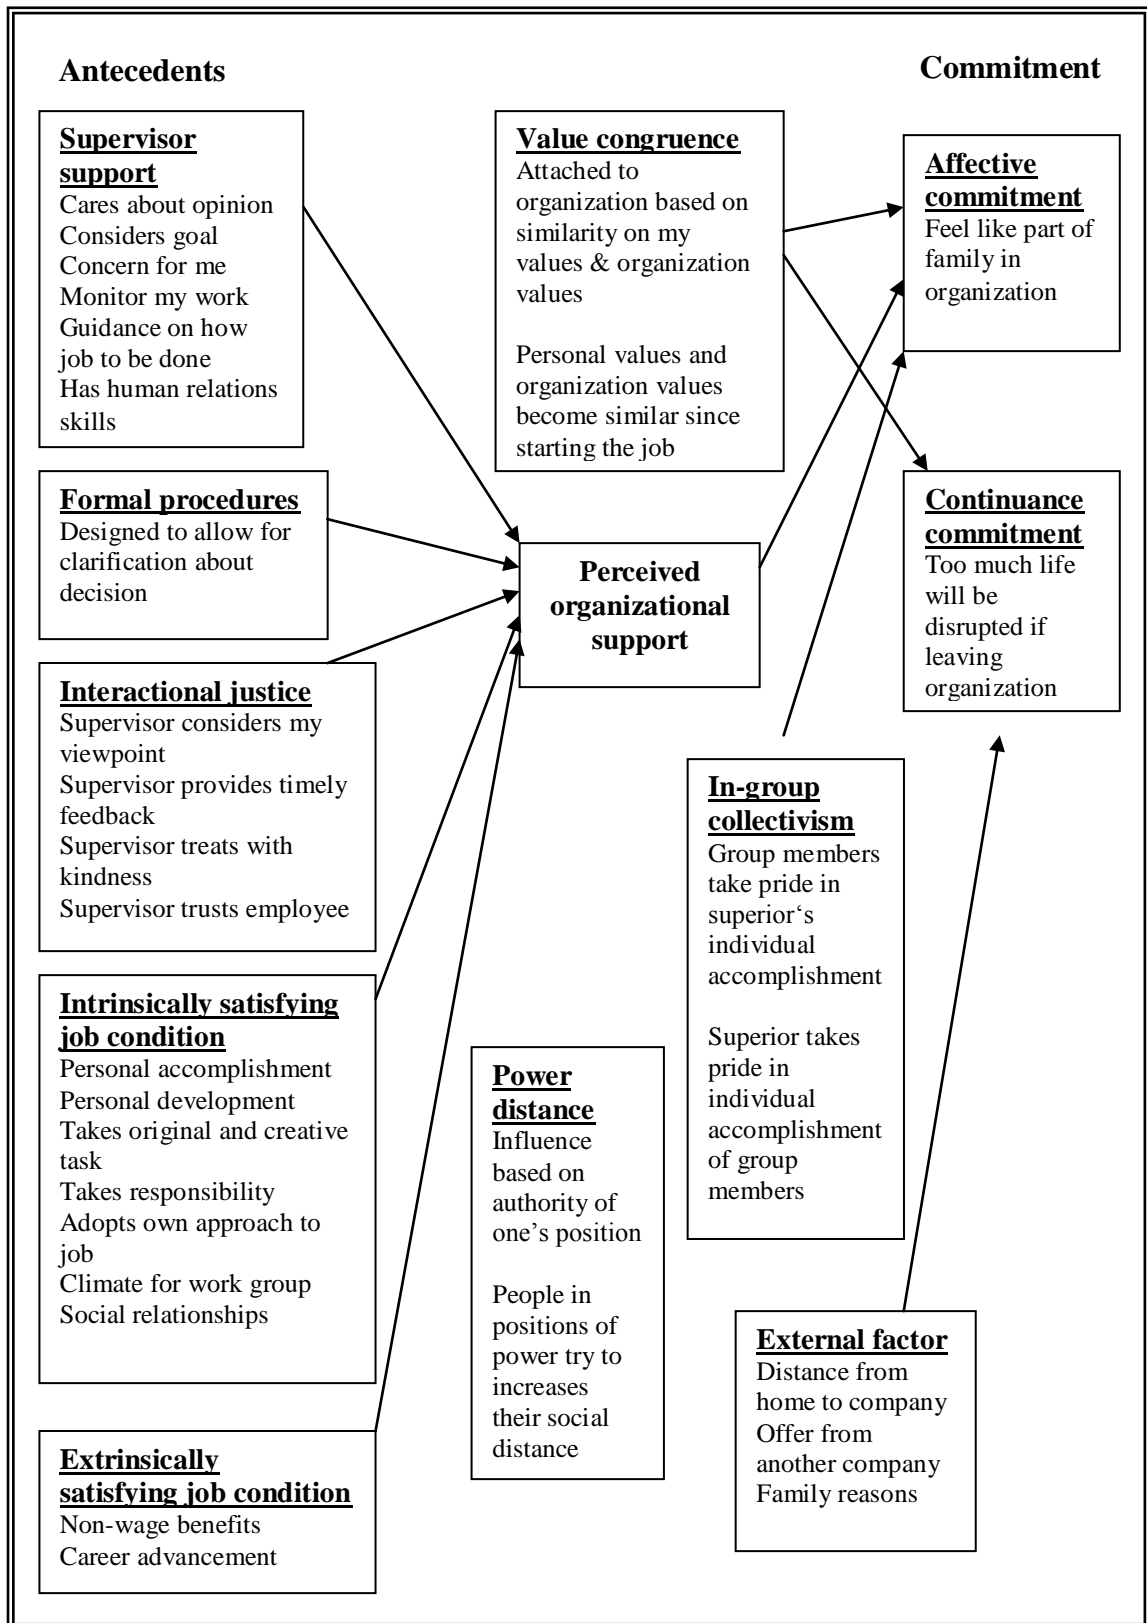 Antecedents
Commitment
Supervisor
support
Cares about opinion
Considers goal
Concern for me
Monitor my work
Guidance on how
job to be done
Has human relations
skills
Formal procedures
Designed to allow for
clarification about
decision
Interactional justice
Supervisor considers my
viewpoint
Supervisor provides timely
feedback
Supervisor treats with
kindness
Supervisor trusts employee
Intrinsically satisfying
job condition
Personal accomplishment
Personal development
Takes original and creative
task
Takes responsibility
Adopts own approach to
job
Climate for work group
Social relationships
Extrinsically
satisfying job condition
Non-wage benefits
Career advancement
Value congruence
Attached to
organization based on
similarity on my
values & organization
values
Personal values and
organization values
become similar since
starting the job
Perceived
organizational
support
Power
distance
Influence
based on
authority of
one’s position
People in
positions of
power try to
increases
their social
distance
In-group
collectivism
Group members
take pride in
superior‘s
individual
accomplishment
Superior takes
pride in
individual
accomplishment
of group
members
Affective
commitment
Feel like part of
family in
organization
Continuance
commitment
Too much life
will be
disrupted if
leaving
organization
External factor
Distance from
home to company
Offer from
another company
Family reasons